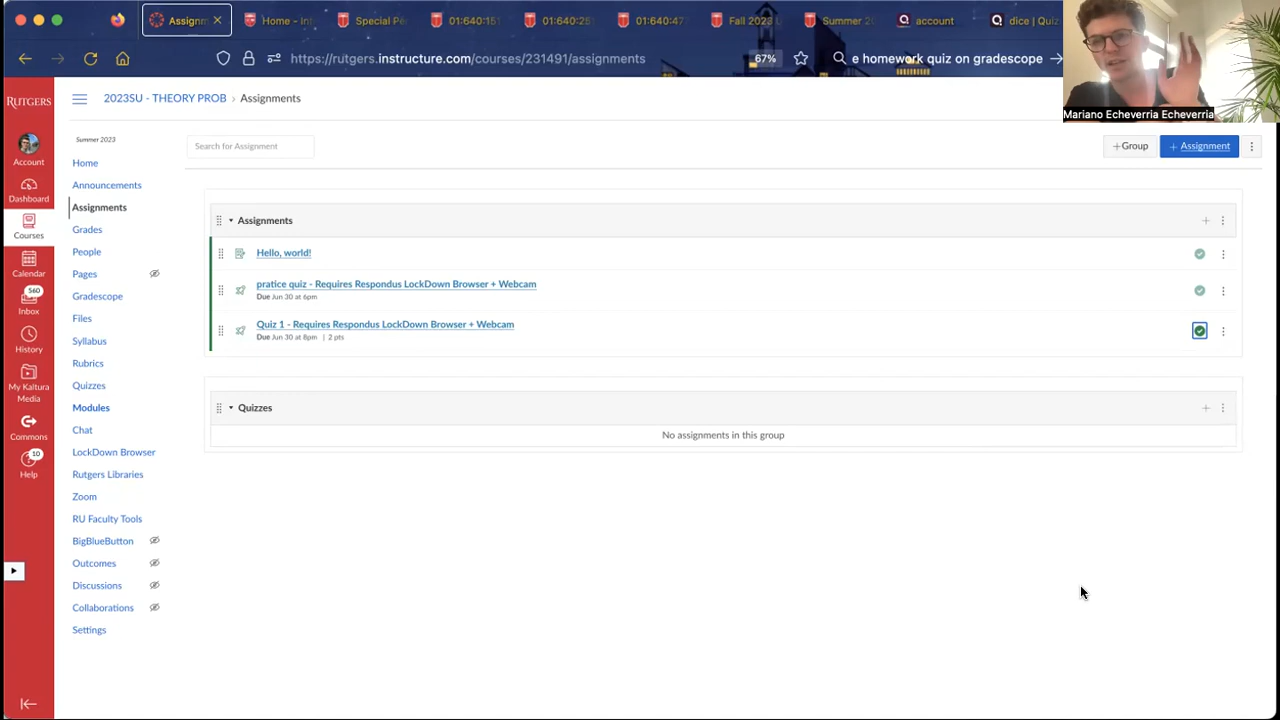 Assignm
Home - in
Special Pe
01:640:151
01:640:251
01:640:47
Fall 2023
Summer 20
account
dice | Quiz
https://rutgers.instructure.com/courses/231491/assignments
67%
e homework quiz on gradescope
Mariano Echeverria Echeverria
RUTGERS
Account
Dashboard
Courses
Calendar
560
Inbox
History
My Kaltura
Media
Commons
10
Help
2023SU - THEORY PROB › Assignments
Summer 2023
Home
Announcements
Assignments
Grades
People
Pages
Gradescope
Files
Syllabus
Rubrics
Quizzes
Modules
Chat
LockDown Browser
Rutgers Libraries
Zoom
RU Faculty Tools
BigBlueButton
Outcomes
Discussions
Collaborations
Settings
Search for Assignment
+Group
+ Assignment
Assignments
Hello, world!
pratice quiz - Requires Respondus LockDown Browser + Webcam
Due Jun 30 at 6pm
Quiz 1 - Requires Respondus LockDown Browser + Webcam
Due Jun 30 at 8pm | 2 pts
Quizzes
No assignments in this group